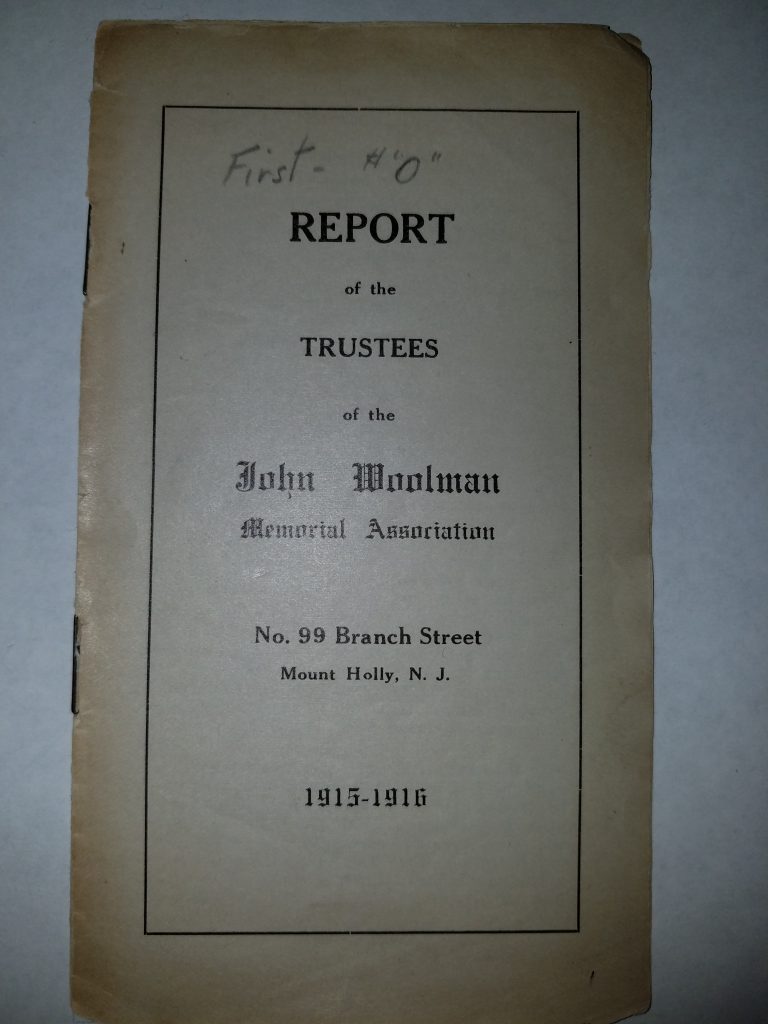 First - # "0"
REPORT
of the
TRUSTEES
of the
John Woolman
Memorial Association
No. 99 Branch Street
Mount Holly, N. J.
1915-1916